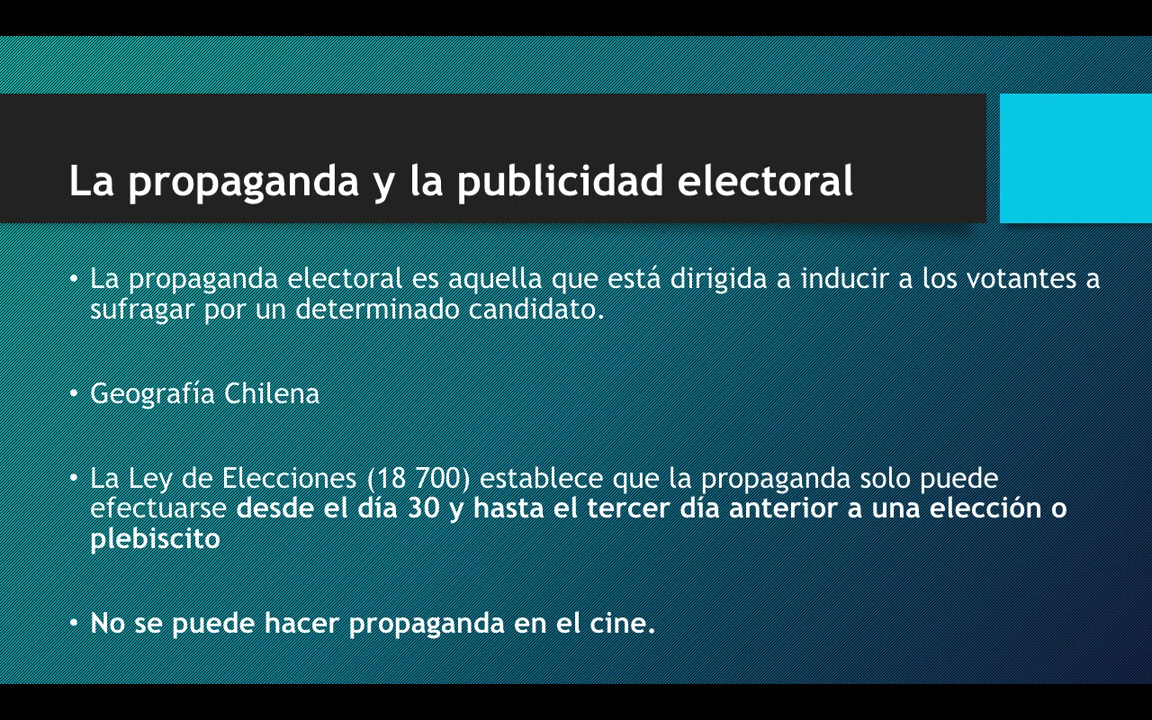 La propaganda y la publicidad electoral
• La propaganda electoral es aquella que está dirigida a inducir a los votantes a
sufragar por un determinado candidato.
• Geografía Chilena
• La Ley de Elecciones (18 700) establece que la propaganda solo puede
efectuarse desde el día 30 y hasta el tercer día anterior a una elección o
plebiscito
• No se puede hacer propaganda en el cine.